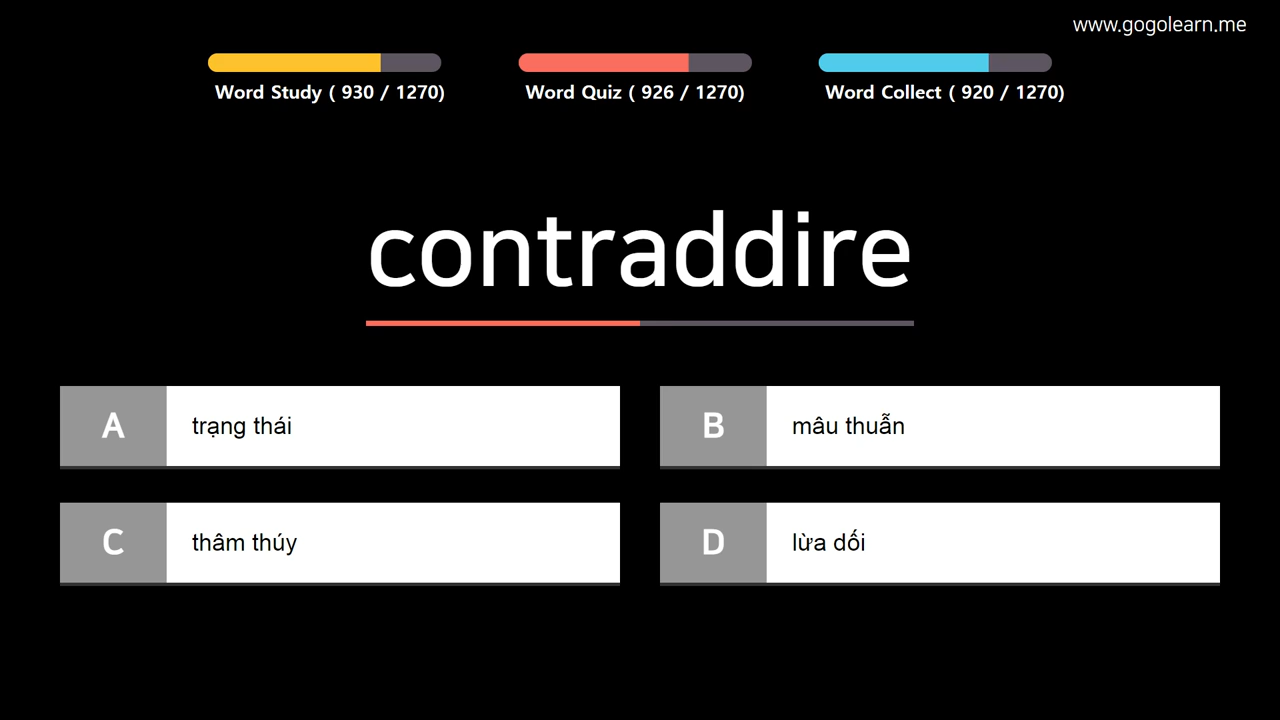 www.gogolearn.me
Word Study ( 930 / 1270)
Word Quiz ( 926 / 1270)
Word Collect ( 920 / 1270)
contraddire
A trạng thái
B mâu thuẫn
C thâm thúy
D lừa dối